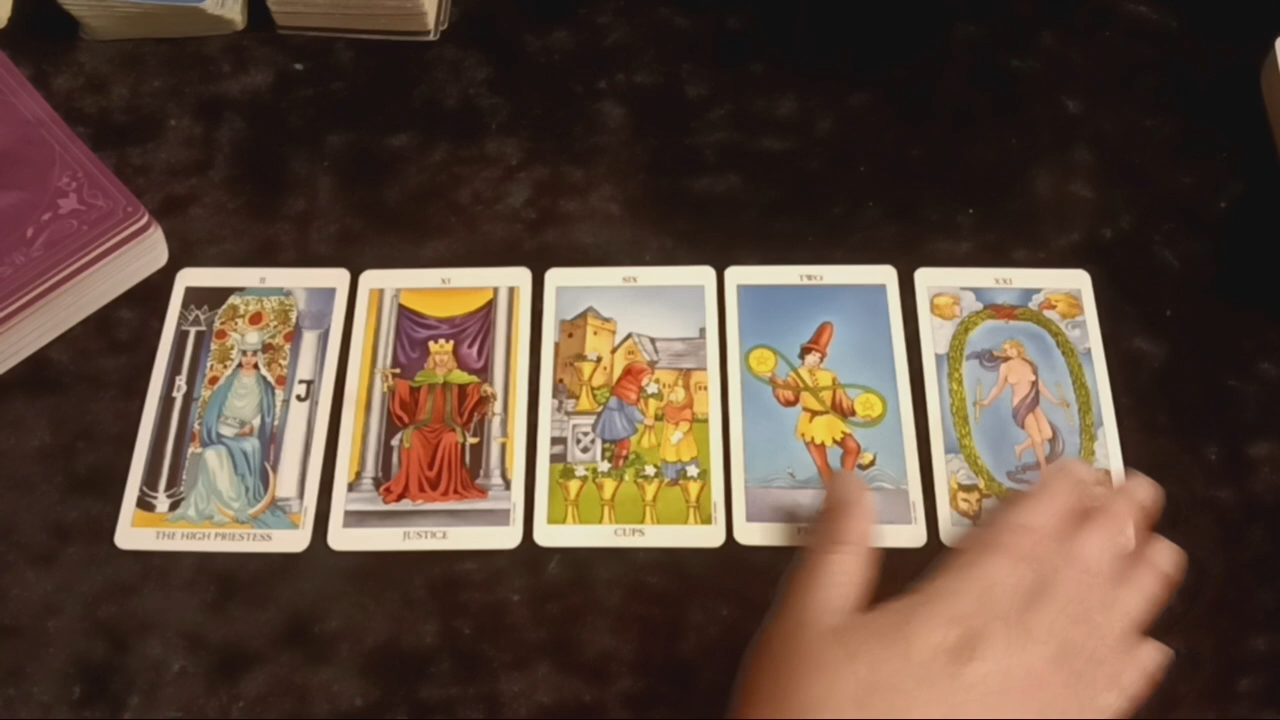 II
B
J
THE HIGH PRIESTESS
XI
JUSTICE
SIX
CUPS
TWO
XXI